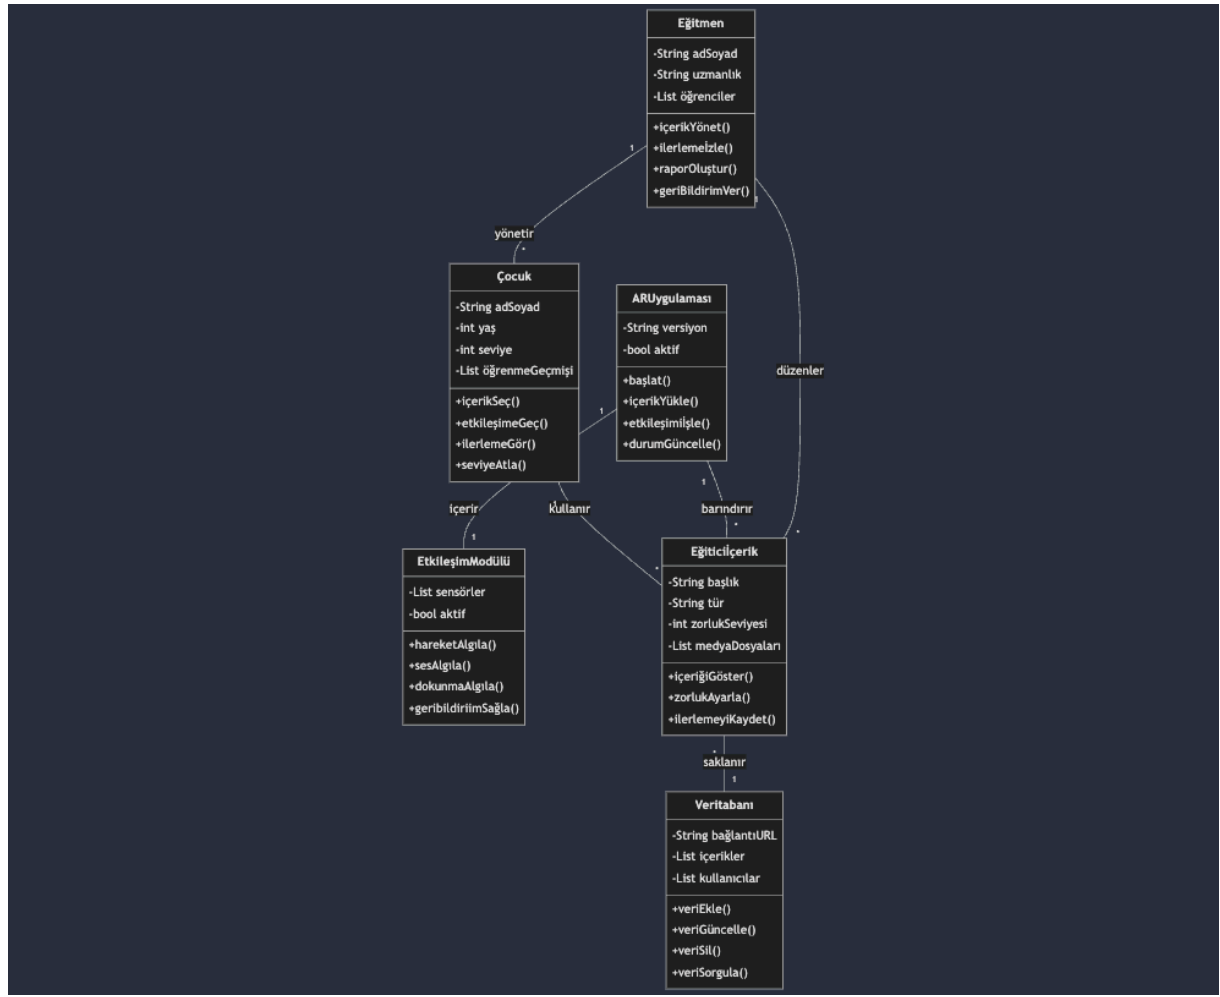 Eğitmen
-String adSoyad
-String uzmanlık
-List öğrenciler
+içerikYönet()
+ilerlemeİzle()
+raporOluştur()
+geriBildirimVer()
1
1
yönetir
*
Çocuk
-String adSoyad
-int yaş
-int seviye
-List öğrenmeGeçmişi
+içerikSeç()
+etkileşimeGeç()
+ilerlemeGör()
+seviyeAtla()
ARUygulaması
-String versiyon
-bool aktif
+başlat()
+içerikYükle()
+etkileşimiİşle()
+durumGüncelle()
düzenler
1
1
içerir
1
kullanır
*
*
barındırır
*
*
EtkileşimModülü
-List sensörler
-bool aktif
+hareketAlgıla()
+sesAlgıla()
+dokunmaAlgıla()
+geribildiriimSağla()
Eğiticiİçerik
-String başlık
-String tür
-int zorlukSeviyesi
-List medyaDosyaları
+içeriğiGöster()
+zorlukAyarla()
+ilerlemeyiKaydet()
*
saklanır
1
Veritabanı
-String bağlantıURL
-List içerikler
-List kullanıcılar
+veriEkle()
+veriGüncelle()
+veriSil()
+veriSorgula()